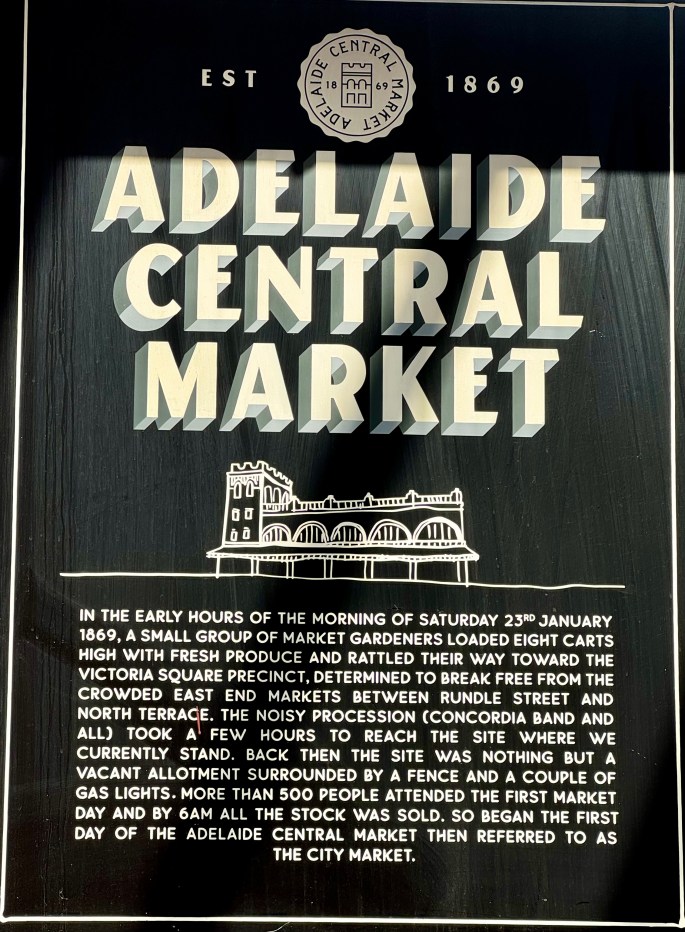 EST 1869
ADELAIDE CENTRAL MARKET ADELAIDE CENTRAL MARKET
18 69
ADELAIDE
CENTRAL
MARKET
IN THE EARLY HOURS OF THE MORNING OF SATURDAY 23RD JANUARY
1869, A SMALL GROUP OF MARKET GARDENERS LOADED EIGHT CARTS
HIGH WITH FRESH PRODUCE AND RATTLED THEIR WAY TOWARD THE
VICTORIA SQUARE PRECINCT, DETERMINED TO BREAK FREE FROM THE
CROWDED EAST END MARKETS BETWEEN RUNDLE STREET AND
NORTH TERRACE. THE NOISY PROCESSION (CONCORDIA BAND AND
ALL) TOOK A FEW HOURS TO REACH THE SITE WHERE WE
CURRENTLY STAND. BACK THEN THE SITE WAS NOTHING BUT A
VACANT ALLOTMENT SURROUNDED BY A FENCE AND A COUPLE OF
GAS LIGHTS. MORE THAN 500 PEOPLE ATTENDED THE FIRST MARKET
DAY AND BY 6AM ALL THE STOCK WAS SOLD. SO BEGAN THE FIRST
DAY OF THE ADELAIDE CENTRAL MARKET THEN REFERRED TO AS
THE CITY MARKET.